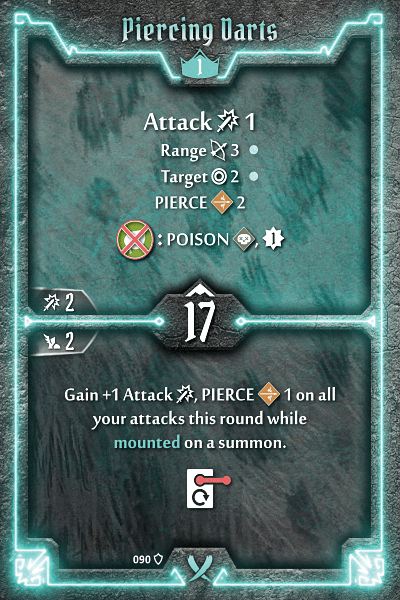 Piercing Darts
1
Attack 1
Range 3
Target 2
PIERCE 2
: POISON , 1
2
17
2
Gain +1 Attack , PIERCE 1 on all
your attacks this round while
mounted on a summon.
090